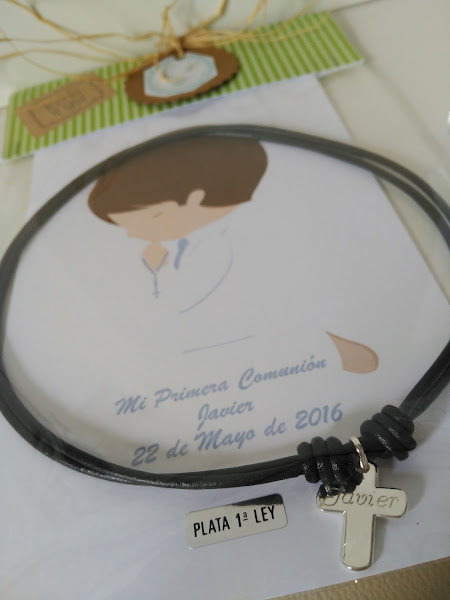 Mi Primera Comunión
Javier
22 de Mayo de 2016
PLATA 1ª LEY
Javier